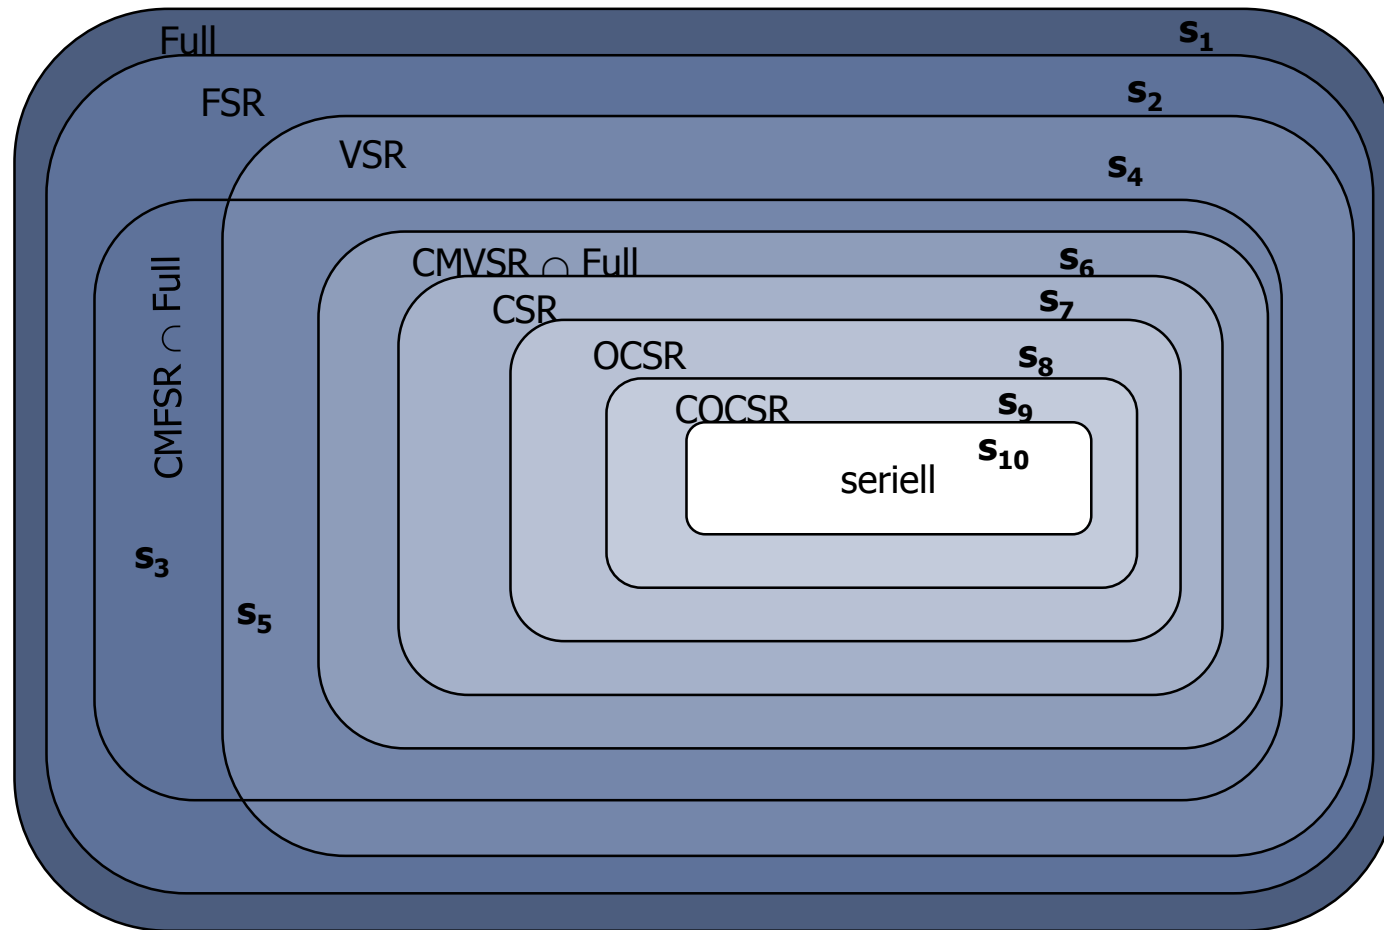 Full s₁
FSR s₂
VSR s₄
CMFSR ∩ Full
CMVSR ∩ Full s₆
CSR s₇
OCSR s₈
COCSR s₉
s₁₀
seriell
s₃
s₅